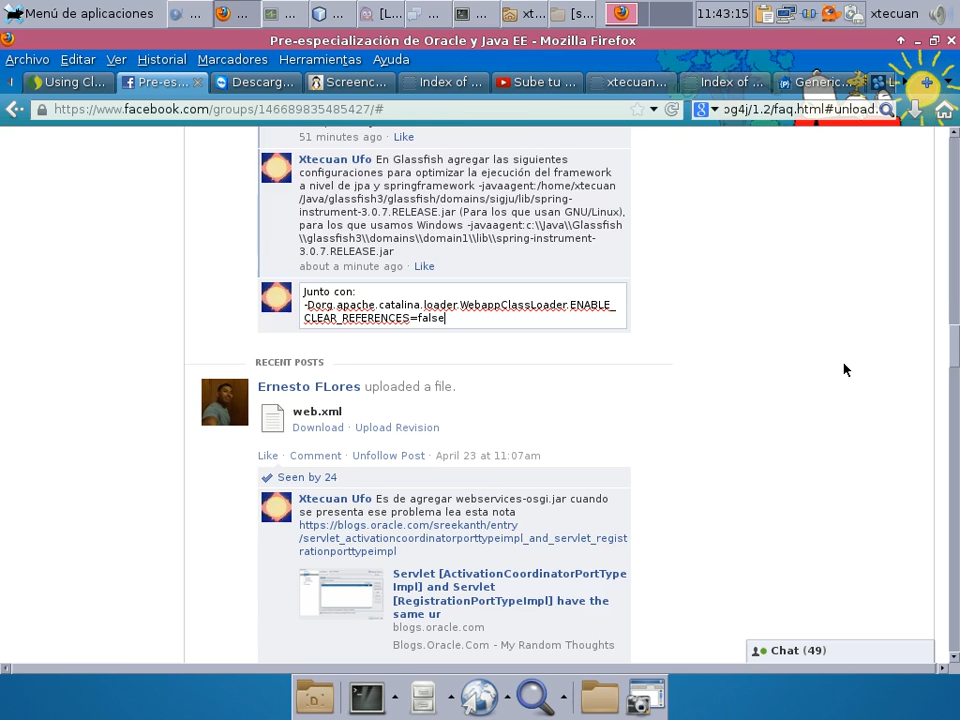 Menú de aplicaciones
...
...
...
...
[L...
...
...
xt...
[s...
11:43:15
xtecuan
Pre-especialización de Oracle y Java EE - Mozilla Firefox
Archivo Editar Ver Historial Marcadores Herramientas Ayuda
Using Cl...
Pre-es...
Descarg...
Screenc...
Index of ...
Sube tu ...
xtecuan...
Index of ...
Generic...
https://www.facebook.com/groups/146689835485427/#
og4j/1.2/faq.html#unload.
51 minutes ago · Like
Xtecuan Ufo En Glassfish agregar las siguientes
configuraciones para optimizar la ejecución del framework
a nivel de jpa y springframework -javaagent:/home/xtecuan
/Java/glassfish3/glassfish/domains/sigju/lib/spring-
instrument-3.0.7.RELEASE.jar (Para los que usan GNU/Linux),
para los que usamos Windows -javaagent:c:\\Java\\Glassfish
\\glassfish3\\domains\\domain1\\lib\\spring-instrument-
3.0.7.RELEASE.jar
about a minute ago · Like
Junto con:
-Dorg.apache.catalina.loader.WebappClassLoader.ENABLE_
CLEAR_REFERENCES=false
RECENT POSTS
Ernesto FLores uploaded a file.
web.xml
Download · Upload Revision
Like · Comment · Unfollow Post · April 23 at 11:07am
Seen by 24
Xtecuan Ufo Es de agregar webservices-osgi.jar cuando
se presenta ese problema lea esta nota
https://blogs.oracle.com/sreekanth/entry
/servlet_activationcoordinatorporttypeimpl_and_servlet_regist
rationporttypeimpl
Servlet [ActivationCoordinatorPortType
Impl] and Servlet
[RegistrationPortTypeImpl] have the
same ur
blogs.oracle.com
Blogs.Oracle.Com - My Random Thoughts
Chat (49)